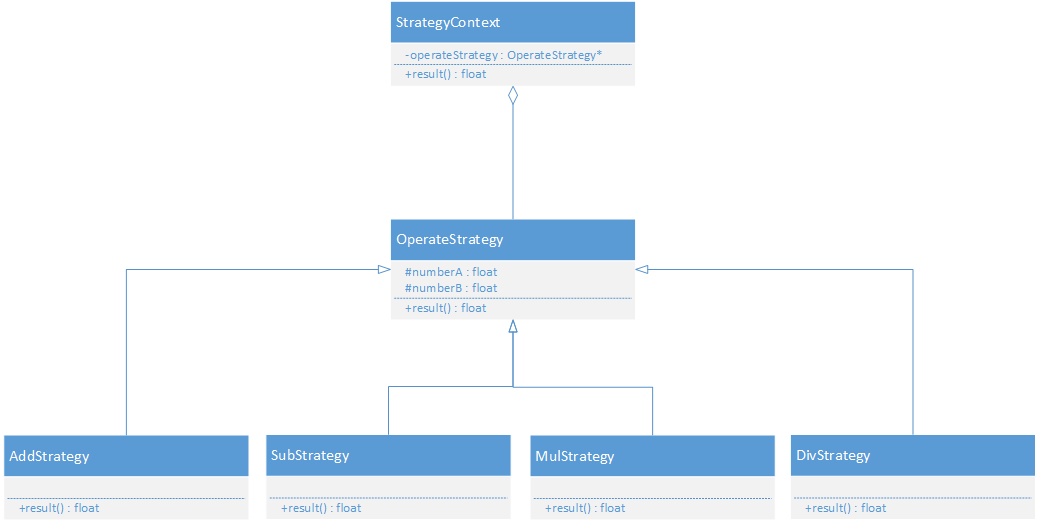 StrategyContext
-operateStrategy : OperateStrategy*
+result() : float
OperateStrategy
#numberA : float
#numberB : float
+result() : float
AddStrategy
+result() : float
SubStrategy
+result() : float
MulStrategy
+result() : float
DivStrategy
+result() : float